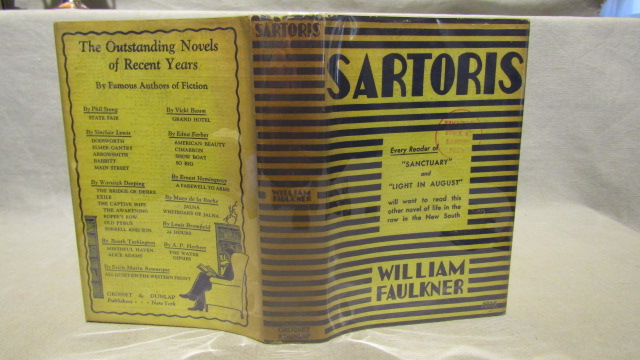 The Outstanding Novels
of Recent Years
By Famous Authors of Fiction
By Phil Stong
STATE FAIR
By Sinclair Lewis
DODSWORTH
ELMER GANTRY
ARROWSMITH
BABBITT
MAIN STREET
By Warwick Deeping
THE BRIDGE OF DESIRE
EXILE
THE CAPTIVE WIFE
THE AWAKENING
ROPER'S ROW
OLD PYBUS
SORRELL AND SON
By Booth Tarkington
MIRTHFUL HAVEN
ALICE ADAMS
By Erich Maria Remarque
ALL QUIET ON THE WESTERN FRONT
By Vicki Baum
GRAND HOTEL
By Edna Ferber
AMERICAN BEAUTY
CIMARRON
SHOW BOAT
SO BIG
By Ernest Hemingway
A FAREWELL TO ARMS
By Mazo de la Roche
JALNA
WHITEOAKS OF JALNA
By Louis Bromfield
24 HOURS
By A. P. Herbert
THE WATER
GIPSIES
GROSSET & DUNLAP
Publishers New York
SARTORIS
WILLIAM
FAULKNER
GROSSET
& DUNLAP
SARTORIS
Every Reader of
"SANCTUARY"
and
"LIGHT IN AUGUST"
will want to read this
other novel of life in the
raw in the New South
WILLIAM
FAULKNER